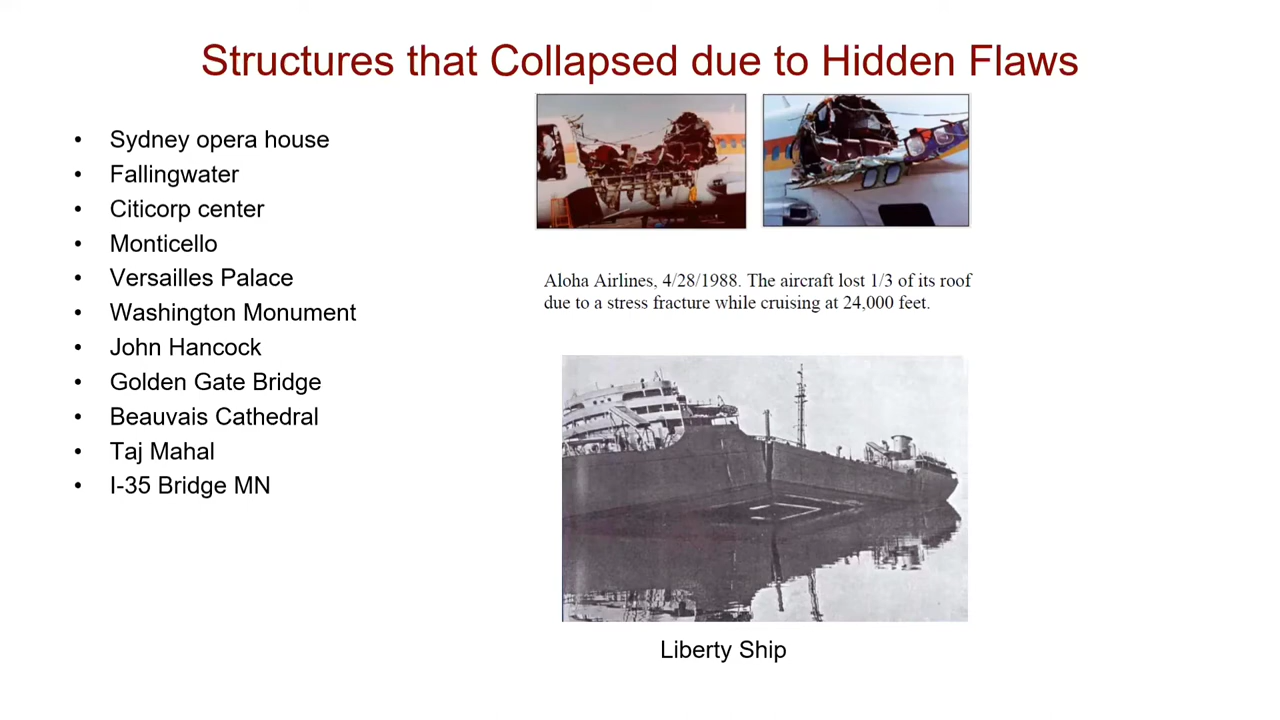 Structures that Collapsed due to Hidden Flaws
• Sydney opera house
• Fallingwater
• Citicorp center
• Monticello
• Versailles Palace
• Washington Monument
• John Hancock
• Golden Gate Bridge
• Beauvais Cathedral
• Taj Mahal
• I-35 Bridge MN
Aloha Airlines, 4/28/1988. The aircraft lost 1/3 of its roof
due to a stress fracture while cruising at 24,000 feet.
Liberty Ship